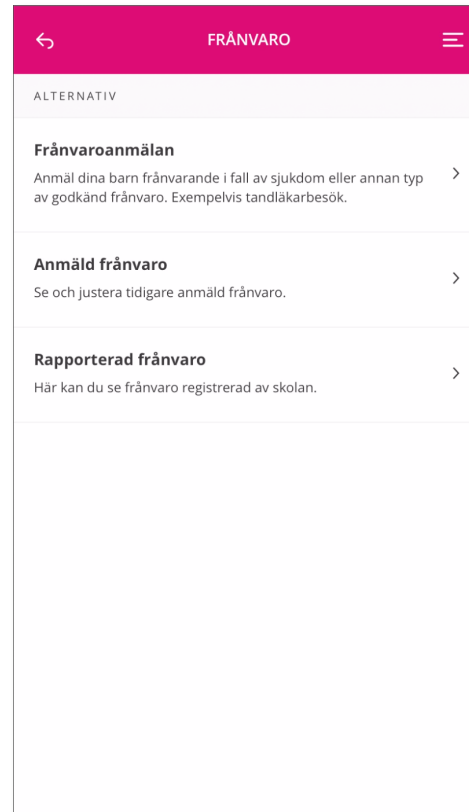 FRÅNVARO
ALTERNATIV
Frånvaroanmälan
Anmäl dina barn frånvarande i fall av sjukdom eller annan typ
av godkänd frånvaro. Exempelvis tandläkarbesök.
Anmäld frånvaro
Se och justera tidigare anmäld frånvaro.
Rapporterad frånvaro
Här kan du se frånvaro registrerad av skolan.